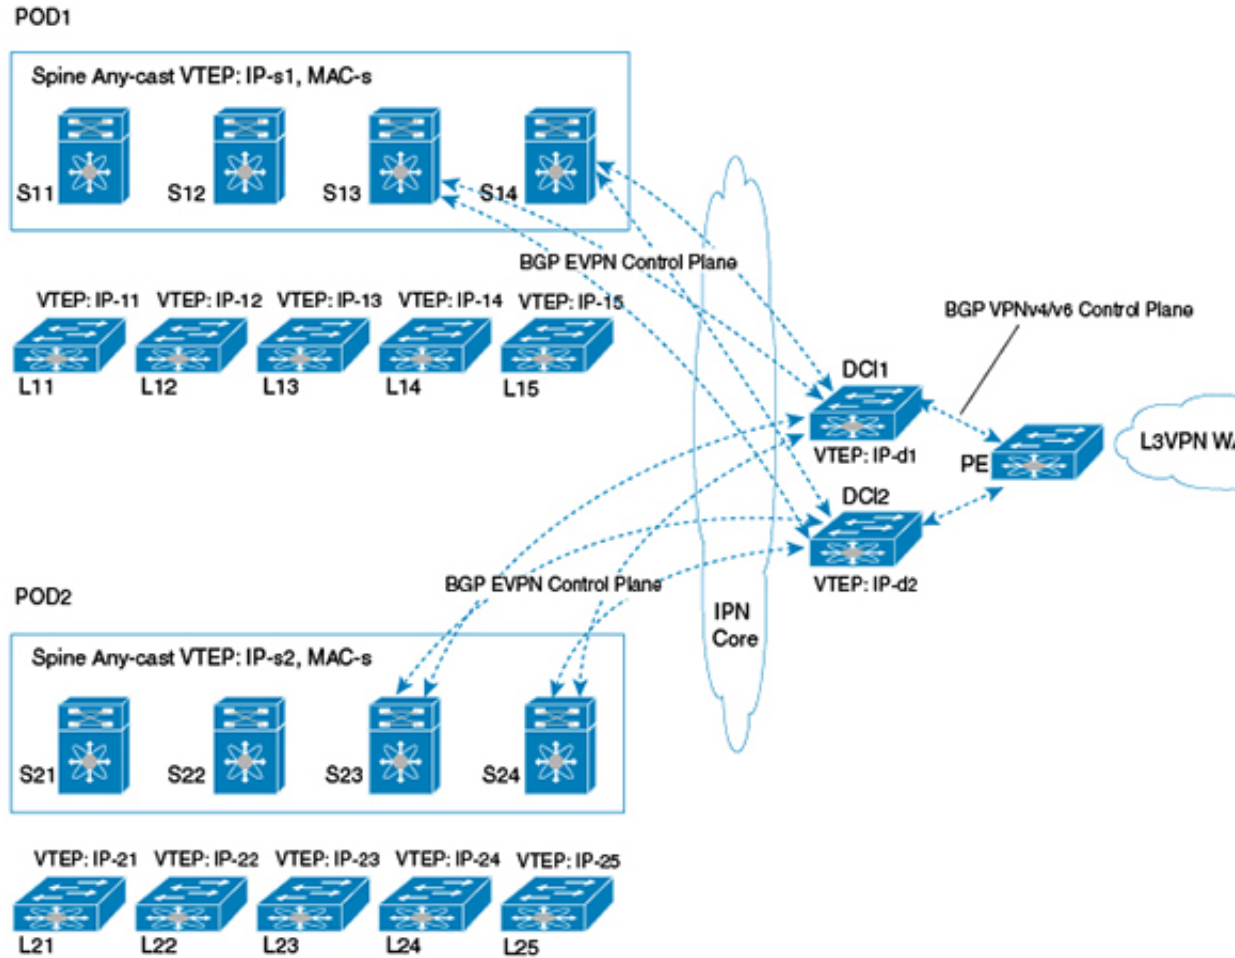 POD1
Spine Any-cast VTEP: IP-s1, MAC-s
S11
S12
S13
S14
BGP EVPN Control Plane
VTEP: IP-11
VTEP: IP-12
VTEP: IP-13
VTEP: IP-14
VTEP: IP-15
L11
L12
L13
L14
L15
BGP VPNv4/v6 Control Plane
DCI1
VTEP: IP-d1
PE
L3VPN WA
DCI2
VTEP: IP-d2
BGP EVPN Control Plane
IPN
Core
POD2
Spine Any-cast VTEP: IP-s2, MAC-s
S21
S22
S23
S24
VTEP: IP-21
VTEP: IP-22
VTEP: IP-23
VTEP: IP-24
VTEP: IP-25
L21
L22
L23
L24
L25